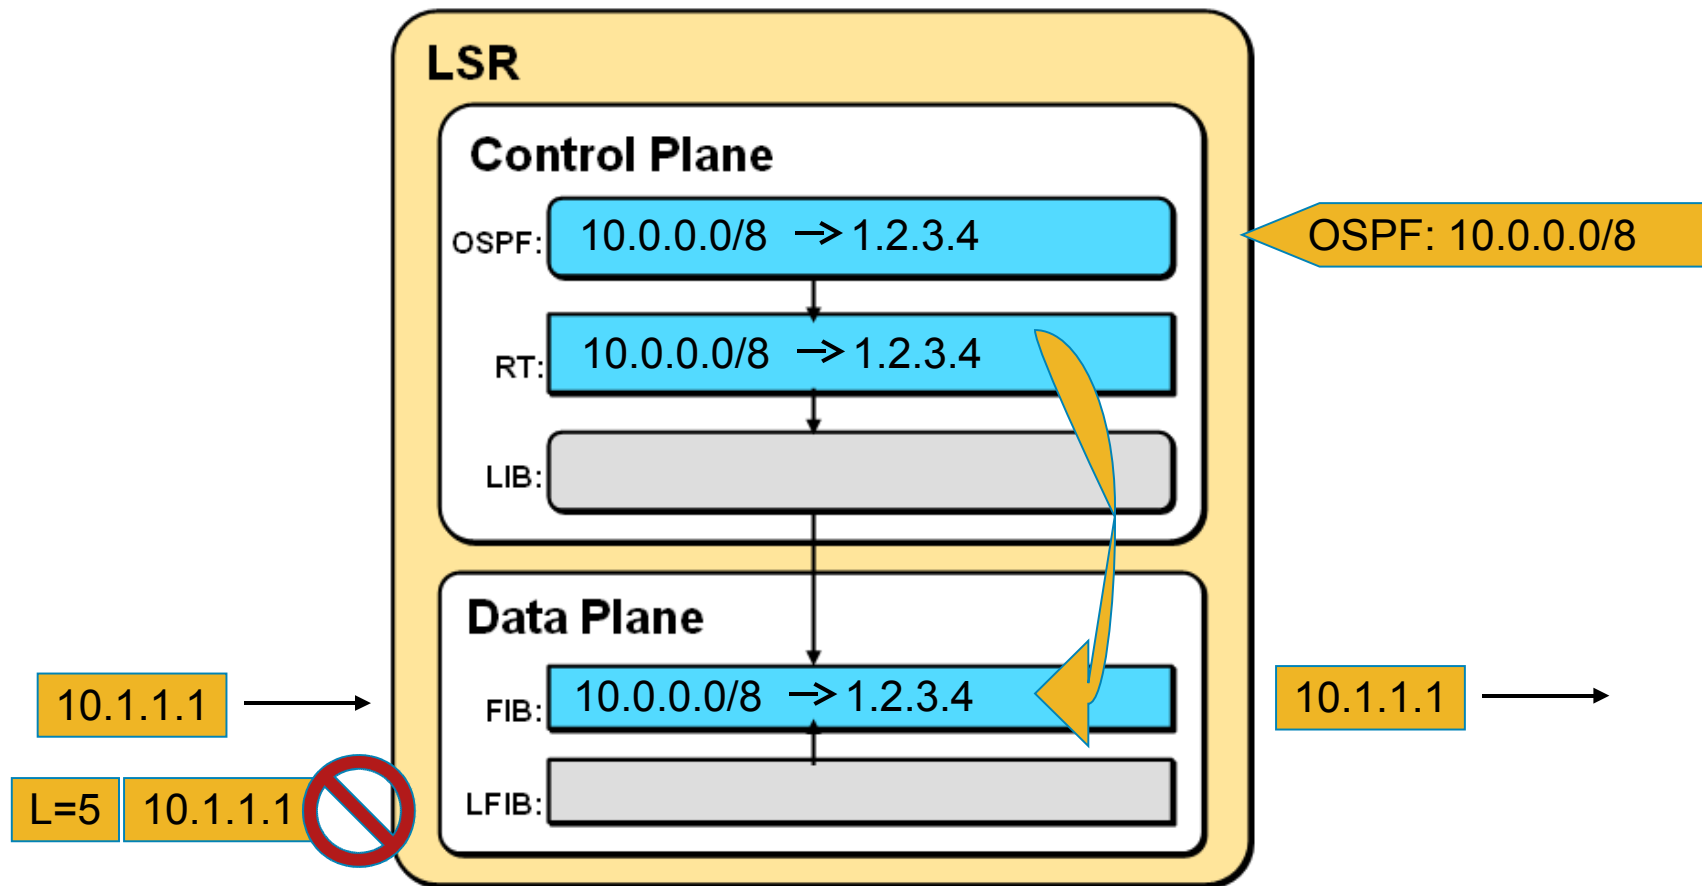 LSR
Control Plane
OSPF: 10.0.0.0/8 → 1.2.3.4
OSPF: 10.0.0.0/8
RT: 10.0.0.0/8 → 1.2.3.4
LIB:
Data Plane
10.1.1.1
FIB: 10.0.0.0/8 → 1.2.3.4
10.1.1.1
L=5 10.1.1.1
LFIB: